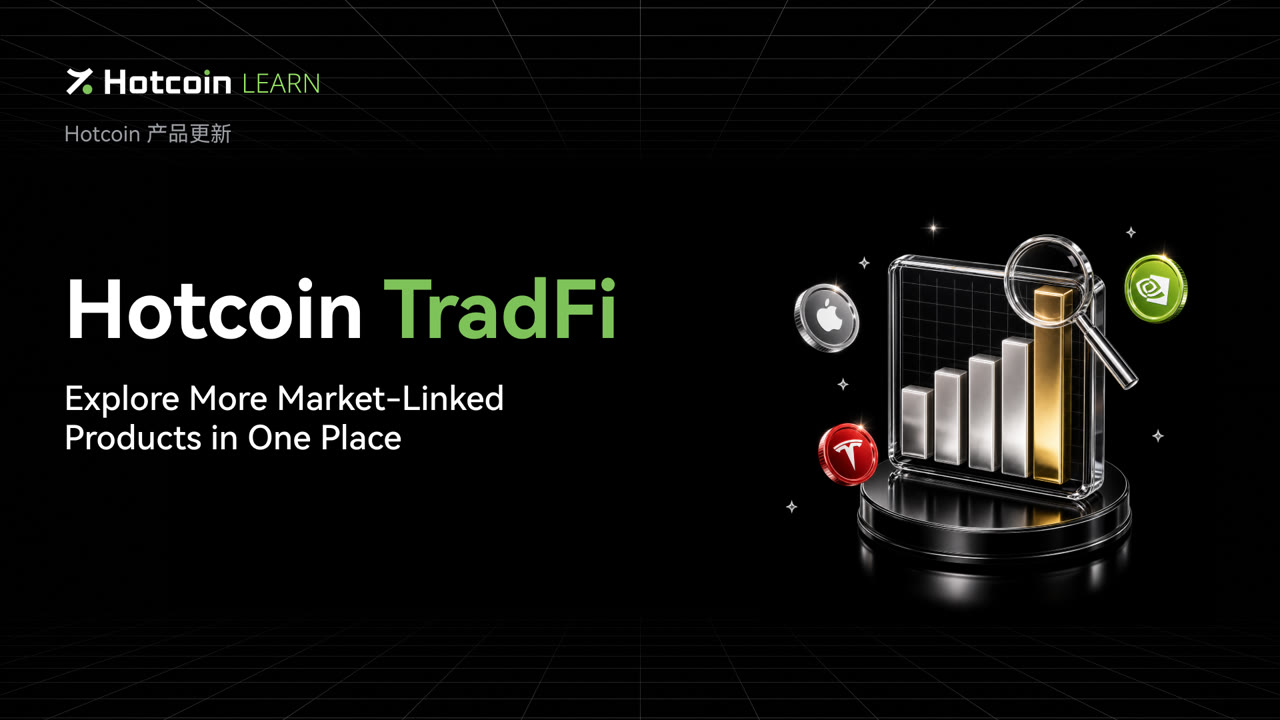 Hotcoin LEARN
Hotcoin 产品更新
Hotcoin TradFi
Explore More Market-Linked
Products in One Place